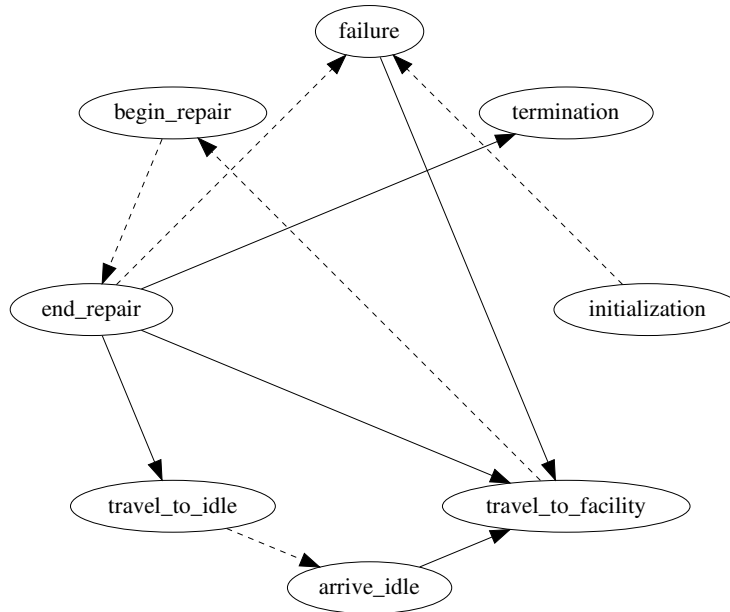 failure
begin_repair
termination
end_repair
initialization
travel_to_idle
travel_to_facility
arrive_idle